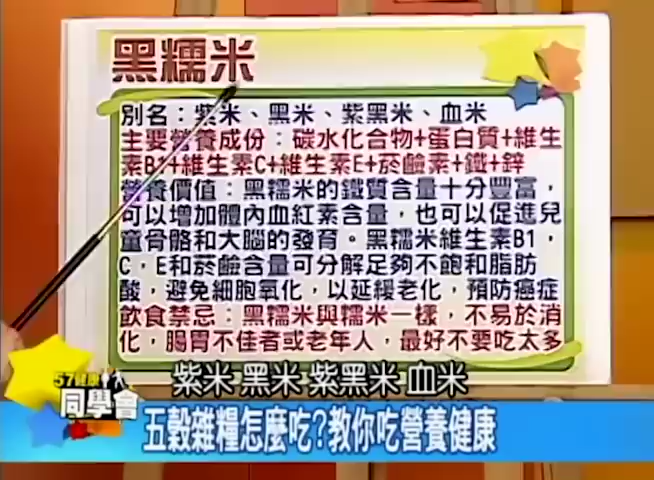 黑糯米
別名：紫米、黑米、紫黑米、血米
主要營養成份：碳水化合物+蛋白質+維生
素B1+維生素C+維生素E+菸鹼素+鐵+鋅
營養價值：黑糯米的鐵質含量十分豐富，
可以增加體內血紅素含量，也可以促進兒
童骨骼和大腦的發育。黑糯米維生素B1，
C，E和菸鹼含量可分解足夠不飽和脂肪
酸，避免細胞氧化，以延緩老化，預防癌症
飲食禁忌：黑糯米與糯米一樣，不易於消
化，腸胃不佳者或老年人，最好不要吃太多
紫米 黑米 紫黑米 血米
57健康
同學會
五穀雜糧怎麼吃?教你吃營養健康